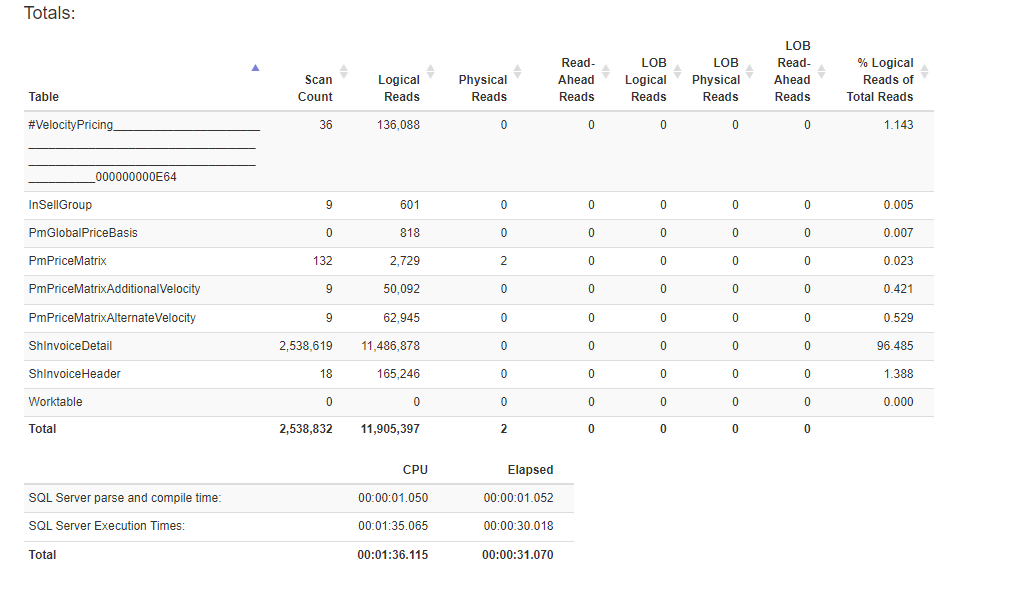 Totals:
Table Scan Count Logical Reads Physical Reads Read-Ahead Reads LOB Logical Reads LOB Physical Reads LOB Read-Ahead Reads % Logical Reads of Total Reads
#VelocityPricing______________________
__________________________________
__________________________________
__________000000000E64 36 136,088 0 0 0 0 0 1.143
InSellGroup 9 601 0 0 0 0 0 0.005
PmGlobalPriceBasis 0 818 0 0 0 0 0 0.007
PmPriceMatrix 132 2,729 2 0 0 0 0 0.023
PmPriceMatrixAdditionalVelocity 9 50,092 0 0 0 0 0 0.421
PmPriceMatrixAlternateVelocity 9 62,945 0 0 0 0 0 0.529
ShInvoiceDetail 2,538,619 11,486,878 0 0 0 0 0 96.485
ShInvoiceHeader 18 165,246 0 0 0 0 0 1.388
Worktable 0 0 0 0 0 0 0 0.000
Total 2,538,832 11,905,397 2 0 0 0 0
CPU Elapsed
SQL Server parse and compile time: 00:00:01.050 00:00:01.052
SQL Server Execution Times: 00:01:35.065 00:00:30.018
Total 00:01:36.115 00:00:31.070